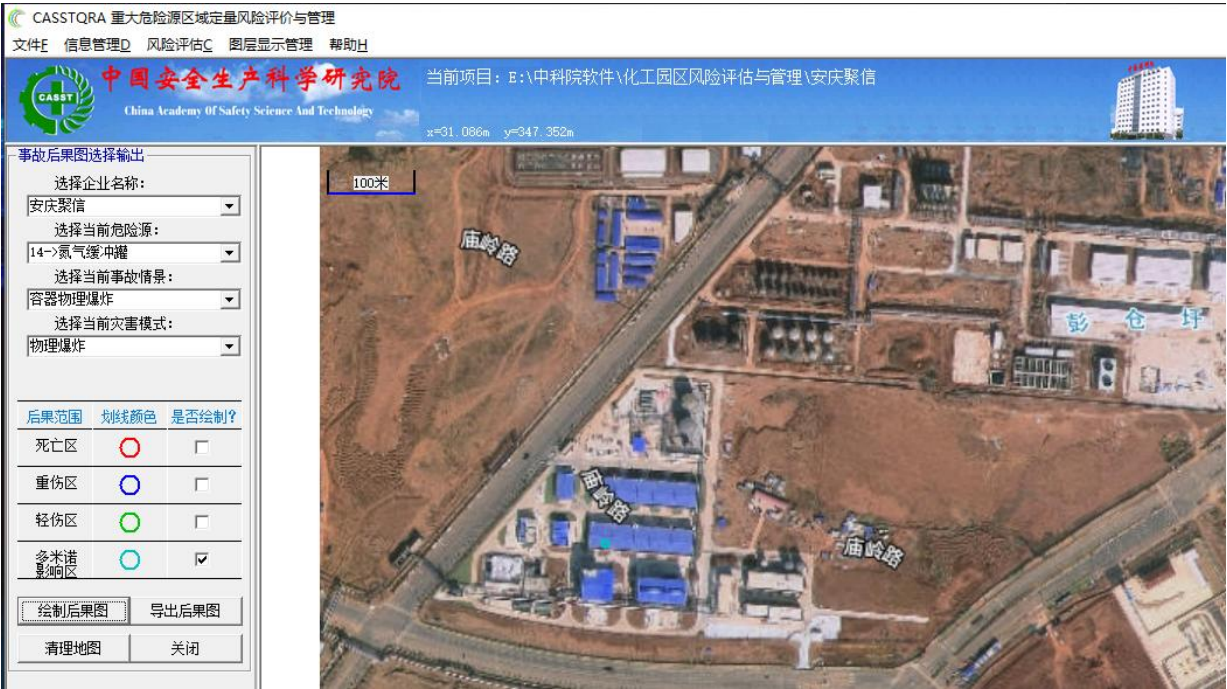 CASSTQRA 重大危险源区域定量风险评价与管理
文件F 信息管理D 风险评估C 图层显示管理 帮助H
CASST
中国安全生产科学研究院
China Academy Of Safety Science And Technology
当前项目：E:\中科院软件\化工园区风险评估与管理\安庆聚信
x=31.086m y=347.352m
事故后果图选择输出
选择企业名称：
安庆聚信
选择当前危险源：
14->氮气缓冲罐
选择当前事故情景：
容器物理爆炸
选择当前灾害模式：
物理爆炸
后果范围 划线颜色 是否绘制?
死亡区
重伤区
轻伤区
多米诺
影响区
绘制后果图 导出后果图
清理地图 关闭
100米
庙岭路
彭仓圩
庙岭路
庙岭路